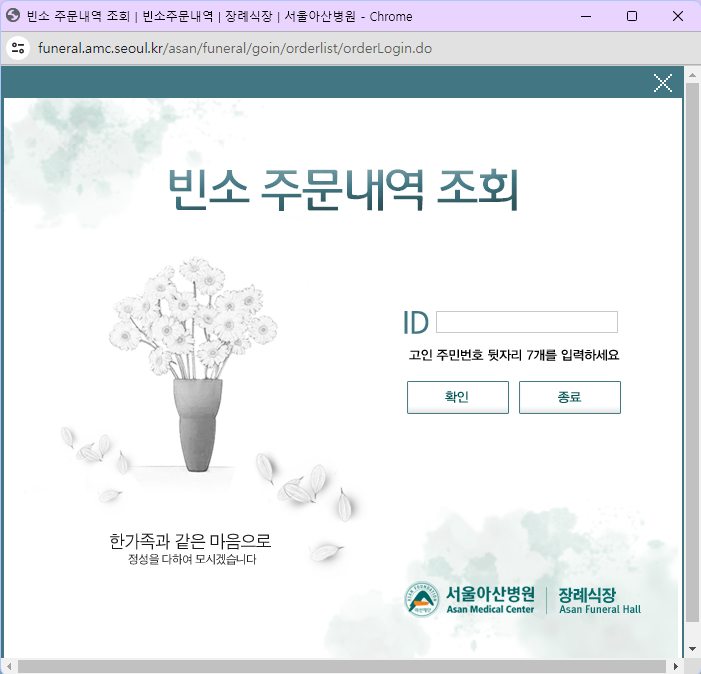 빈소 주문내역 조회 | 빈소주문내역 | 장례식장 | 서울아산병원 - Chrome
funeral.amc.seoul.kr/asan/funeral/goin/orderlist/orderLogin.do
빈소 주문내역 조회
ID
고인 주민번호 뒷자리 7개를 입력하세요
확인 종료
한가족과 같은 마음으로
정성을 다하여 모시겠습니다
서울아산병원 장례식장
Asan Medical Center Asan Funeral Hall